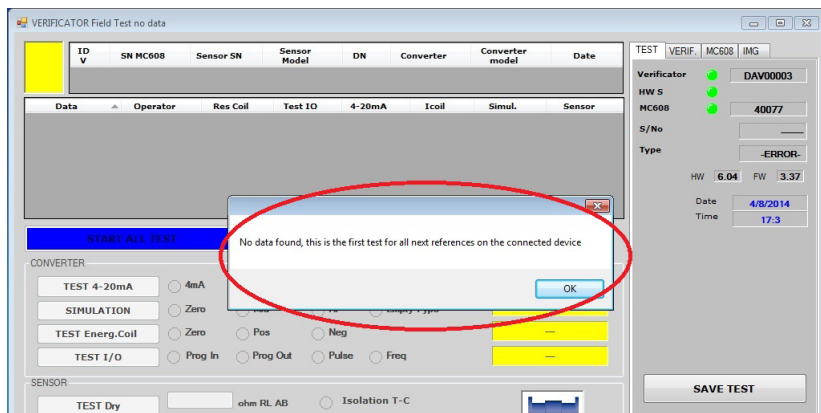 VERIFICATOR Field Test no data
ID V SN MC608 Sensor SN Sensor Model DN Converter Converter model Date
Data Operator Res Coil Test IO 4-20mA Icoil Simul. Sensor
TEST VERIF. MC608 IMG
Verificator DAV00003
HW S
MC608 40077
S/No ____
Type -ERROR-
HW 6.04 FW 3.37
Date 4/8/2014
Time 17:3
START ALL TEST
No data found, this is the first test for all next references on the connected device
OK
CONVERTER
TEST 4-20mA 4mA
SIMULATION Zero
TEST Energ.Coil Zero Pos Neg ---
TEST I/O Prog In Prog Out Pulse Freq ---
SENSOR
TEST Dry ohm RL AB Isolation T-C
SAVE TEST